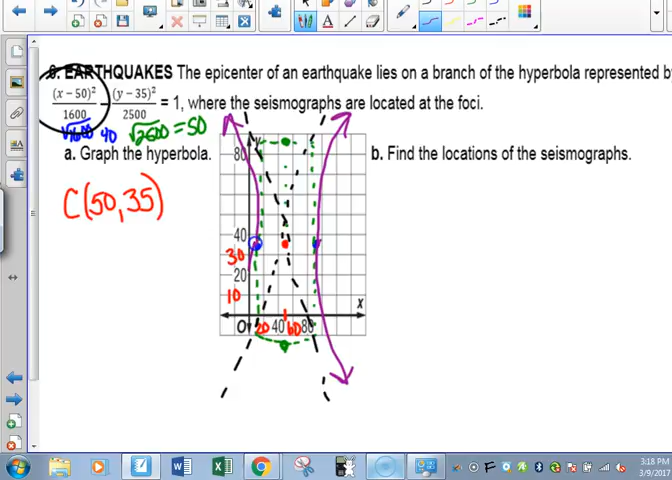 6. EARTHQUAKES The epicenter of an earthquake lies on a branch of the hyperbola represented by
(x – 50)² / 1600 – (y – 35)² / 2500 = 1, where the seismographs are located at the foci.
√1600 40 √2500 = 50
a. Graph the hyperbola.
b. Find the locations of the seismographs.
C(50,35)
80
y
40
30
20
10
x
O 20 40 60 80
3:18 PM
3/9/2017